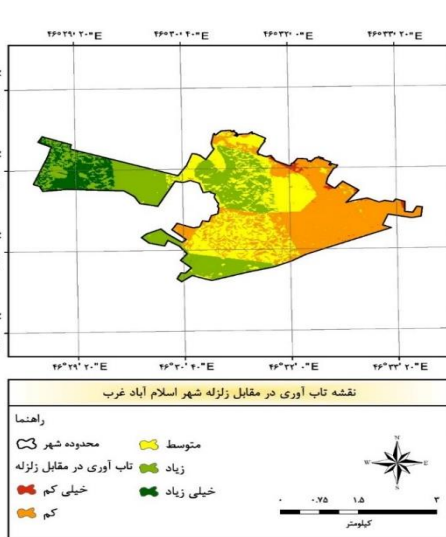 ۴۶°۲۹'۲۰"E ۴۶°۳۰'۴۰"E ۴۶°۳۲'۰"E ۴۶°۳۳'۲۰"E
۴۶°۲۹'۲۰"E ۴۶°۳۰'۴۰"E ۴۶°۳۲'۰"E ۴۶°۳۳'۲۰"E
نقشه تاب آوری در مقابل زلزله شهر اسلام آباد غرب
راهنما
محدوده شهر
تاب آوری در مقابل زلزله
خیلی کم
کم
متوسط
زیاد
خیلی زیاد
N
W E
S
۰ ۰.۷۵ ۱.۵ ۳
کیلومتر